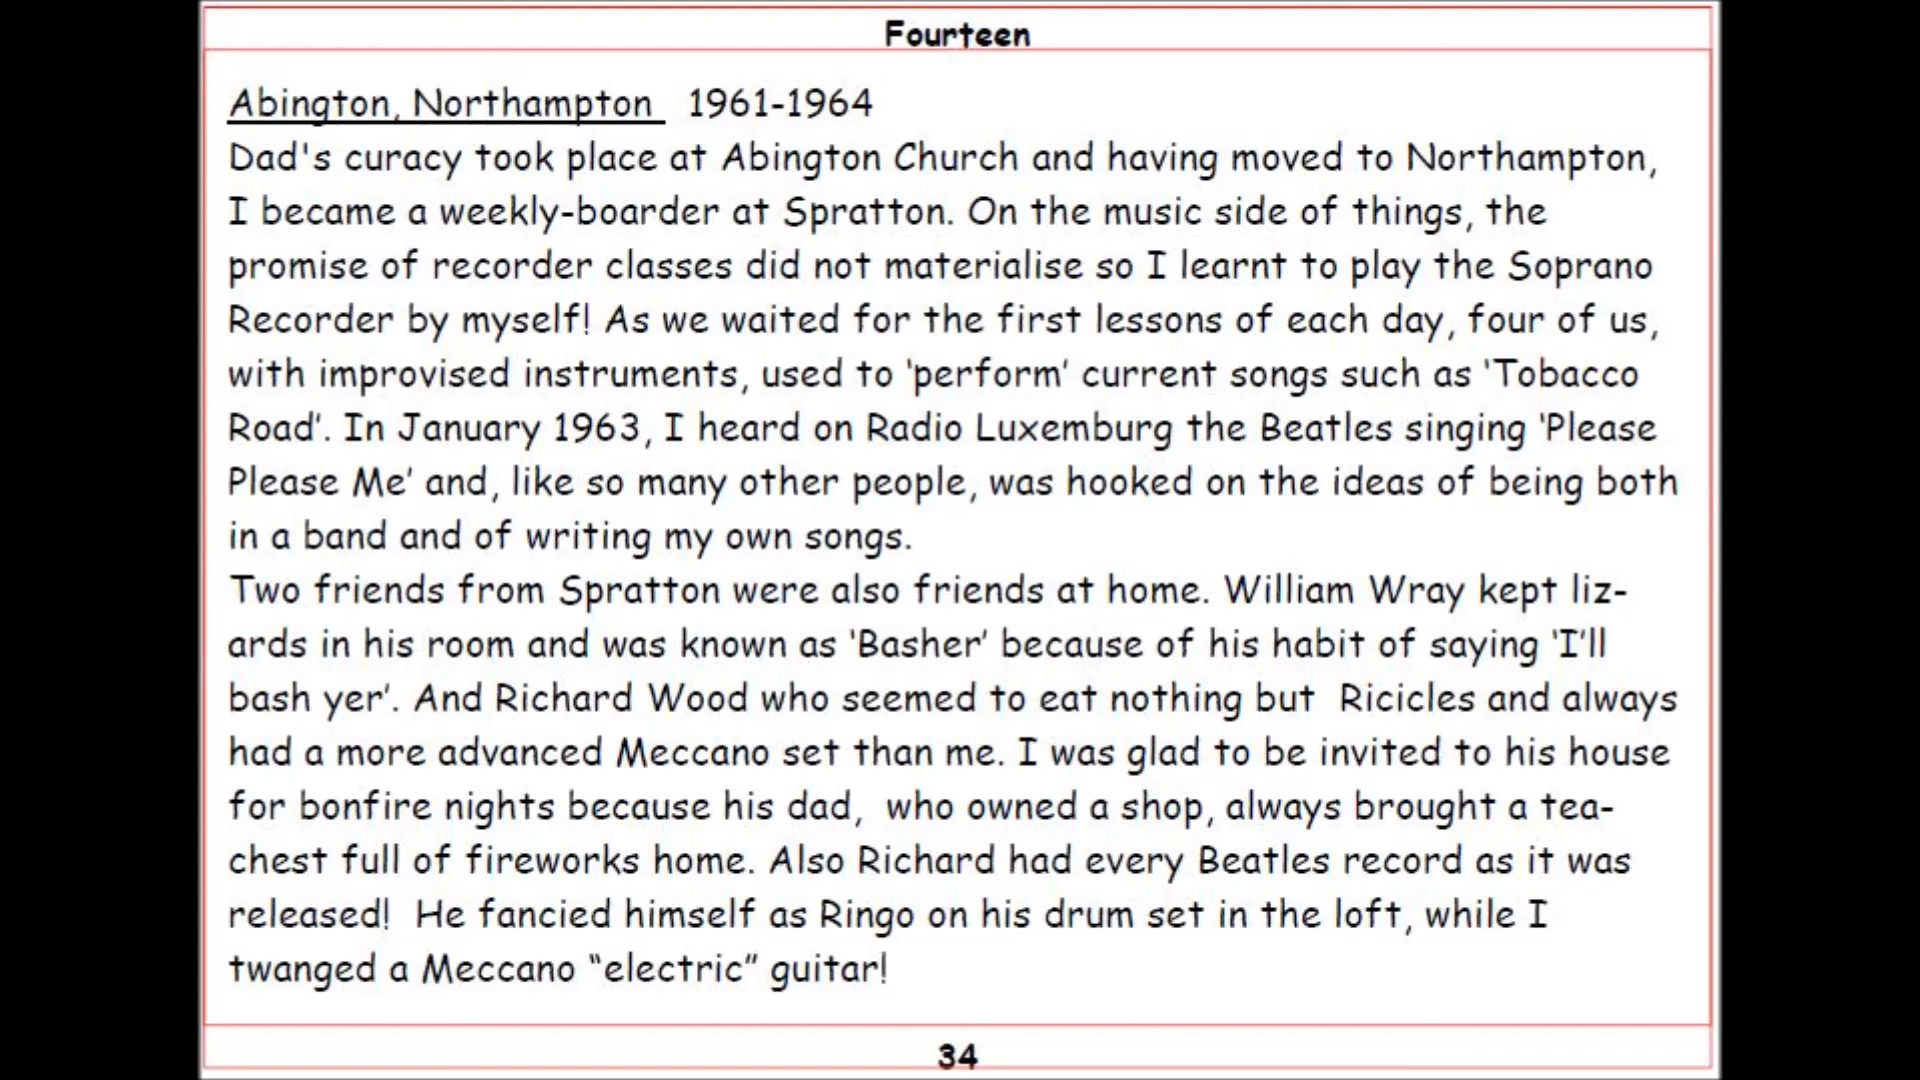 Fourteen
Abington, Northampton 1961-1964
Dad's curacy took place at Abington Church and having moved to Northampton,
I became a weekly-boarder at Spratton. On the music side of things, the
promise of recorder classes did not materialise so I learnt to play the Soprano
Recorder by myself! As we waited for the first lessons of each day, four of us,
with improvised instruments, used to ‘perform’ current songs such as ‘Tobacco
Road’. In January 1963, I heard on Radio Luxemburg the Beatles singing ‘Please
Please Me’ and, like so many other people, was hooked on the ideas of being both
in a band and of writing my own songs.
Two friends from Spratton were also friends at home. William Wray kept liz-
ards in his room and was known as ‘Basher’ because of his habit of saying ‘I’ll
bash yer’. And Richard Wood who seemed to eat nothing but  Ricicles and always
had a more advanced Meccano set than me. I was glad to be invited to his house
for bonfire nights because his dad,  who owned a shop, always brought a tea-
chest full of fireworks home. Also Richard had every Beatles record as it was
released!  He fancied himself as Ringo on his drum set in the loft, while I
twanged a Meccano “electric” guitar!
34